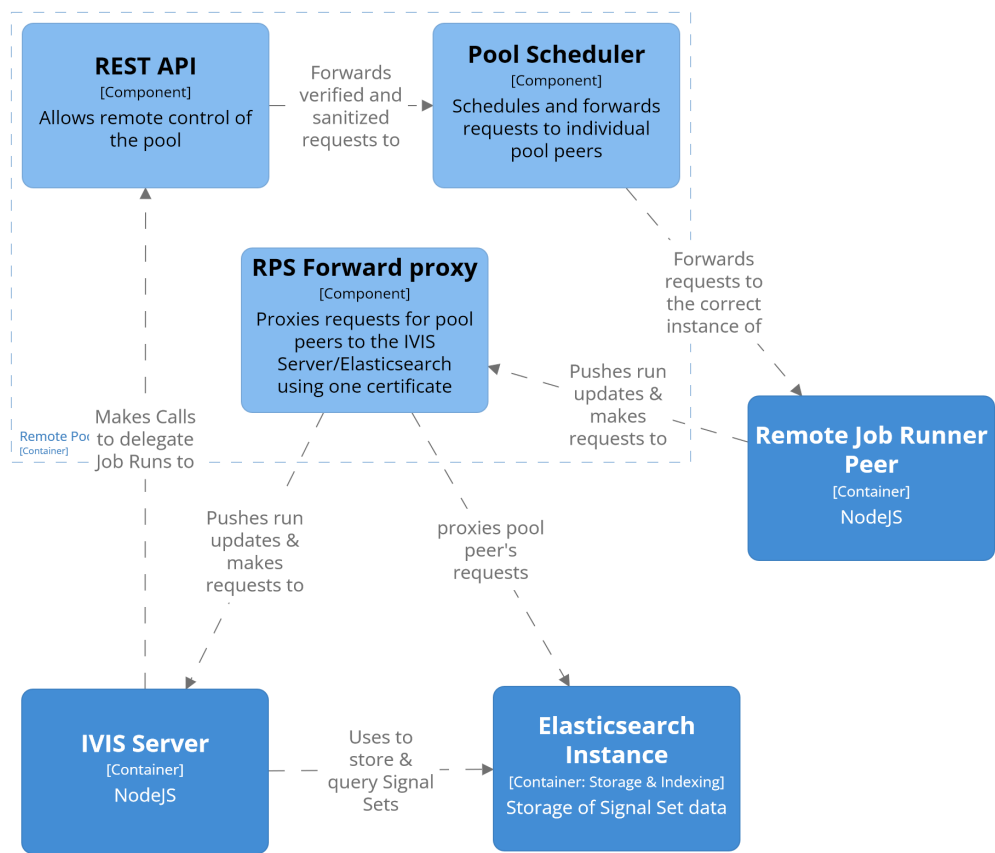 REST API
[Component]
Allows remote control of
the pool
Forwards
verified and
sanitized
requests to
Pool Scheduler
[Component]
Schedules and forwards
requests to individual
pool peers
RPS Forward proxy
[Component]
Proxies requests for pool
peers to the IVIS
Server/Elasticsearch
using one certificate
Forwards
requests to
the correct
instance of
Pushes run
updates &
makes
requests to
Remote Job Runner
Peer
[Container]
NodeJS
Remote
[Container]
Makes Calls
to delegate
Job Runs to
Pushes run
updates &
makes
requests to
proxies pool
peer's
requests
IVIS Server
[Container]
NodeJS
Uses to
store &
query Signal
Sets
Elasticsearch
Instance
[Container: Storage & Indexing]
Storage of Signal Set data